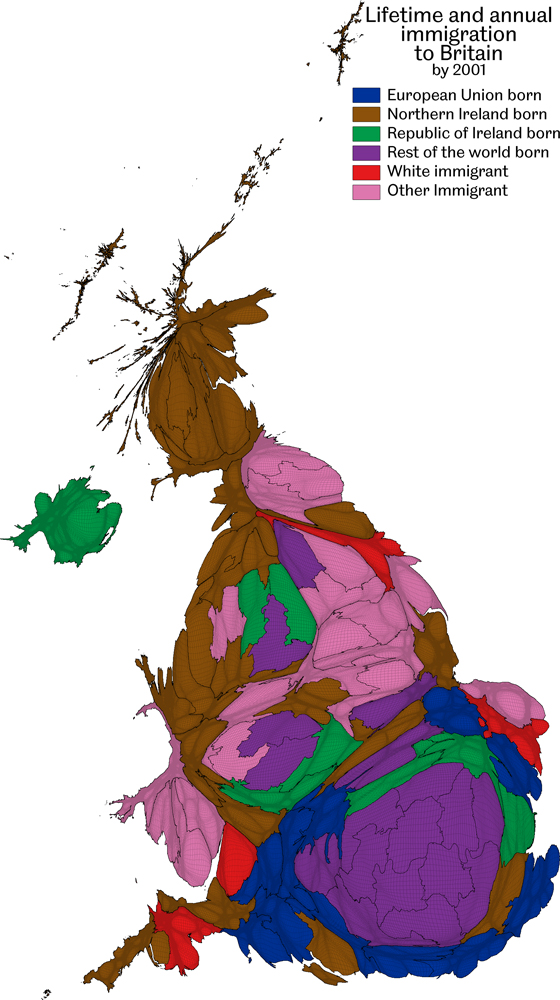 Lifetime and annual
immigration
to Britain
by 2001
European Union born
Northern Ireland born
Republic of Ireland born
Rest of the world born
White immigrant
Other Immigrant